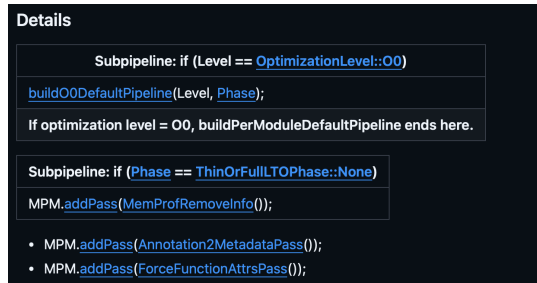 Details
Subpipeline: if (Level == OptimizationLevel::O0)
buildO0DefaultPipeline(Level, Phase);
If optimization level = O0, buildPerModuleDefaultPipeline ends here.
Subpipeline: if (Phase == ThinOrFullLTOPhase::None)
MPM.addPass(MemProfRemoveInfo());
• MPM.addPass(Annotation2MetadataPass());
• MPM.addPass(ForceFunctionAttrsPass());